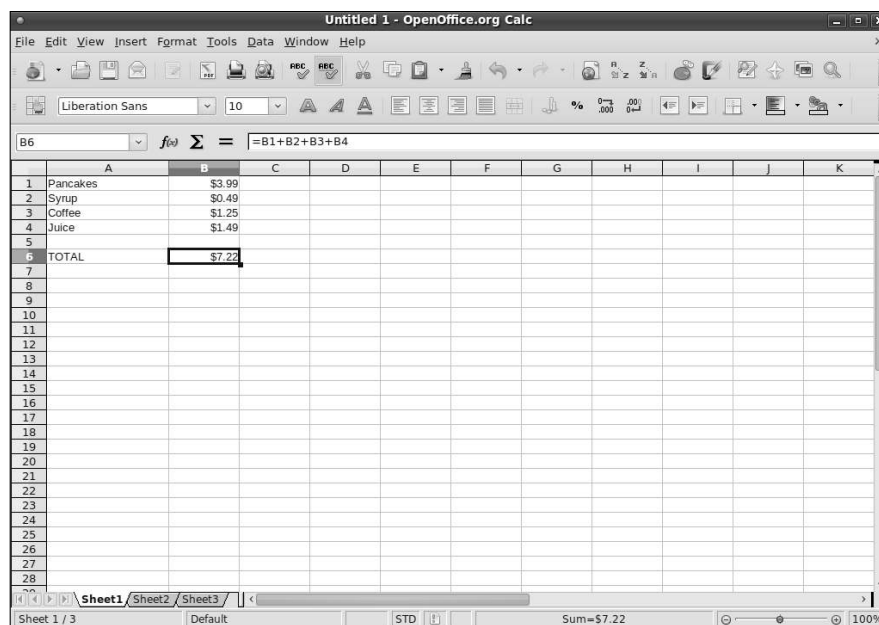 Untitled 1 - OpenOffice.org Calc
File Edit View Insert Format Tools Data Window Help
Liberation Sans 10
B6 f(x) Σ = =B1+B2+B3+B4
A B C D E F G H I J K
1 Pancakes $3.99
2 Syrup $0.49
3 Coffee $1.25
4 Juice $1.49
5
6 TOTAL $7.22
7
8
9
10
11
12
13
14
15
16
17
18
19
20
21
22
23
24
25
26
27
28
Sheet1 Sheet2 Sheet3
Sheet 1 / 3 Default STD Sum=$7.22 100%